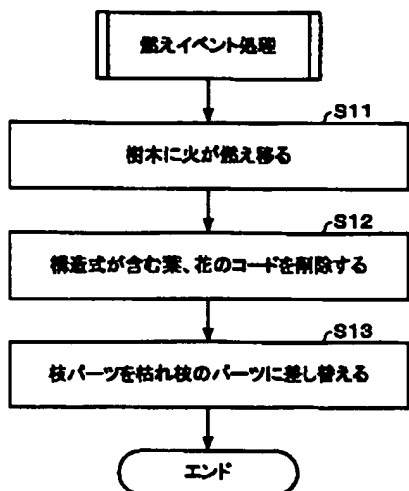 燃えイベント処理
S11
樹木に火が燃え移る
S12
構造式が含む葉、花のコードを削除する
S13
枝パーツを枯れ枝のパーツに差し替える
エンド